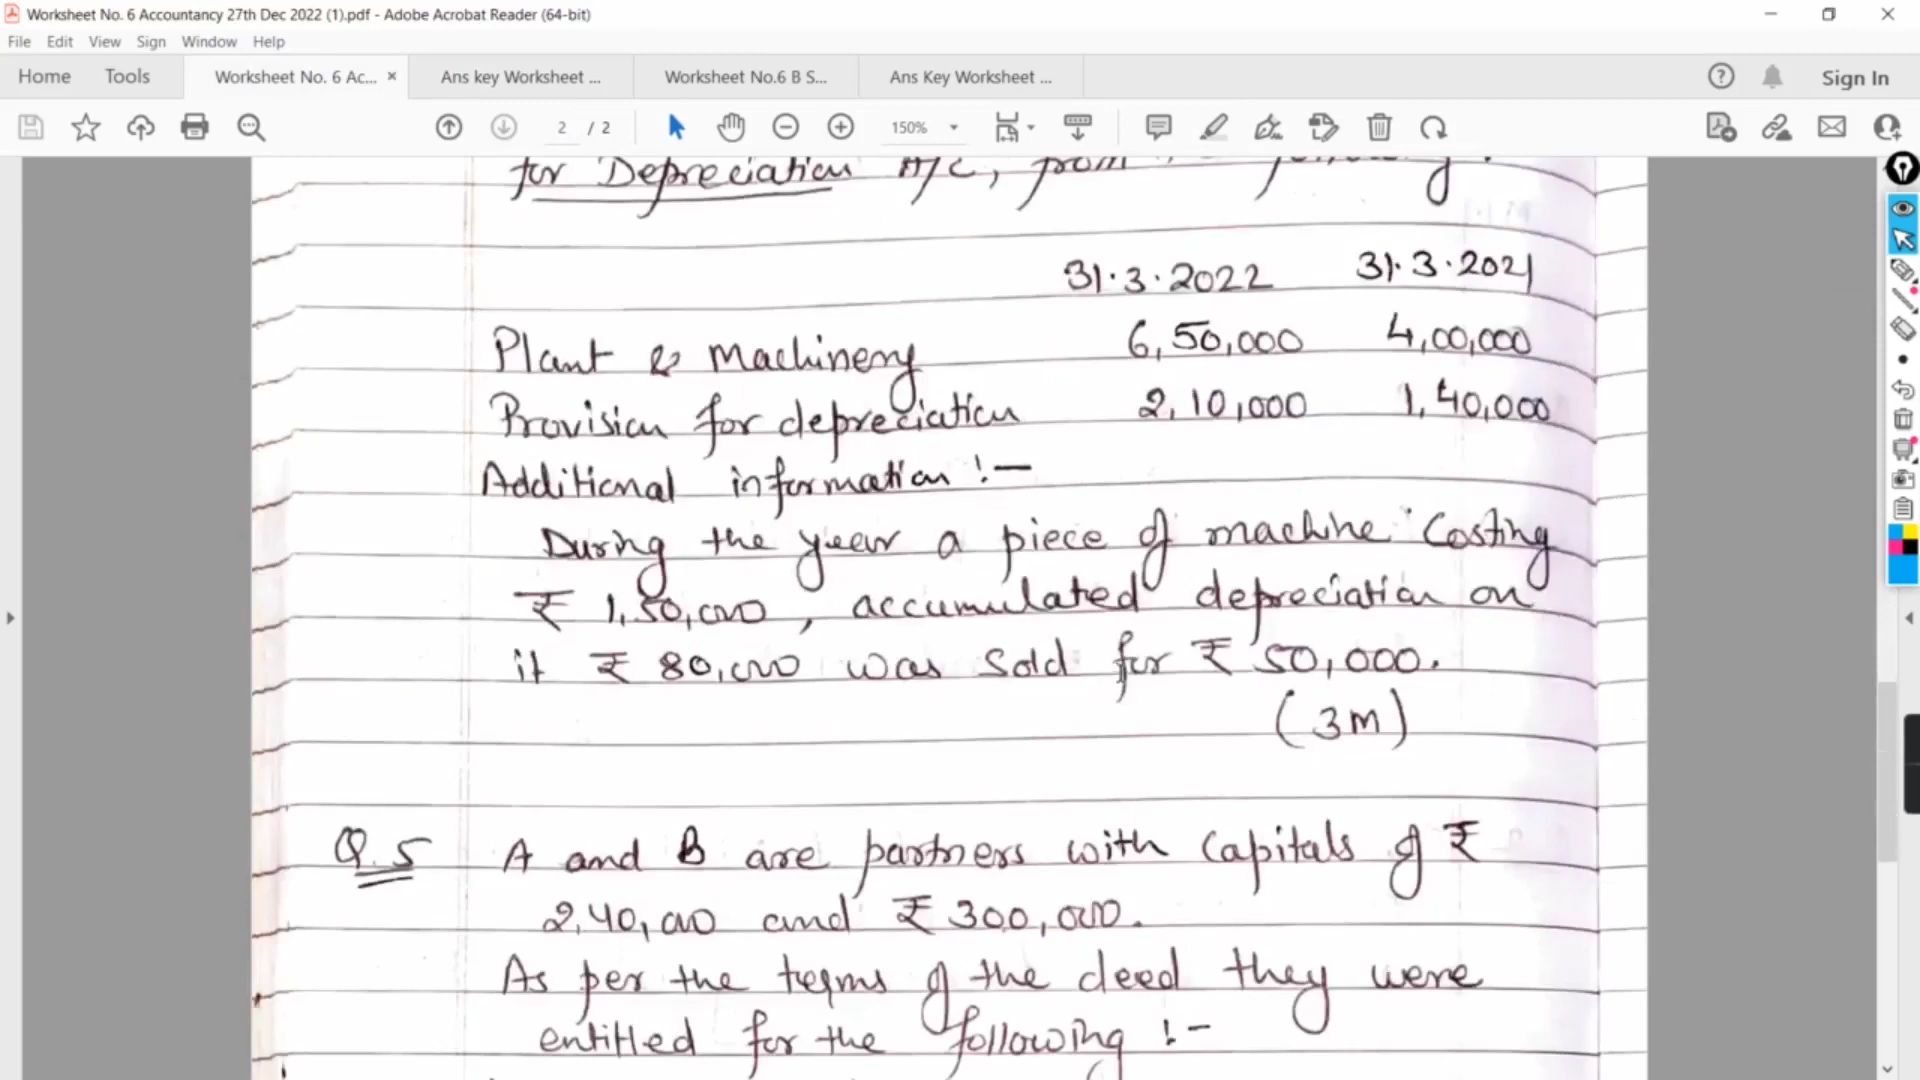 Worksheet No. 6 Accountancy 27th Dec 2022 (1).pdf - Adobe Acrobat Reader (64-bit)
File Edit View Sign Window Help
Home Tools Worksheet No. 6 Ac... × Ans key Worksheet ... Worksheet No.6 B S... Ans Key Worksheet ... Sign In
2 / 2 150%
for Depreciation A/c, from
31.3.2022 31.3.2021
Plant & Machinery 6,50,000 4,00,000
Provision for depreciation 2,10,000 1,40,000
Additional information :-
During the year a piece of machine costing
₹ 1,50,000, accumulated depreciation on
it ₹ 80,000 was sold for ₹ 50,000.
(3M)
Q.5 A and B are partners with capitals of ₹
2,40,000 and ₹ 300,000.
As per the terms of the deed they were
entitled for the following :-